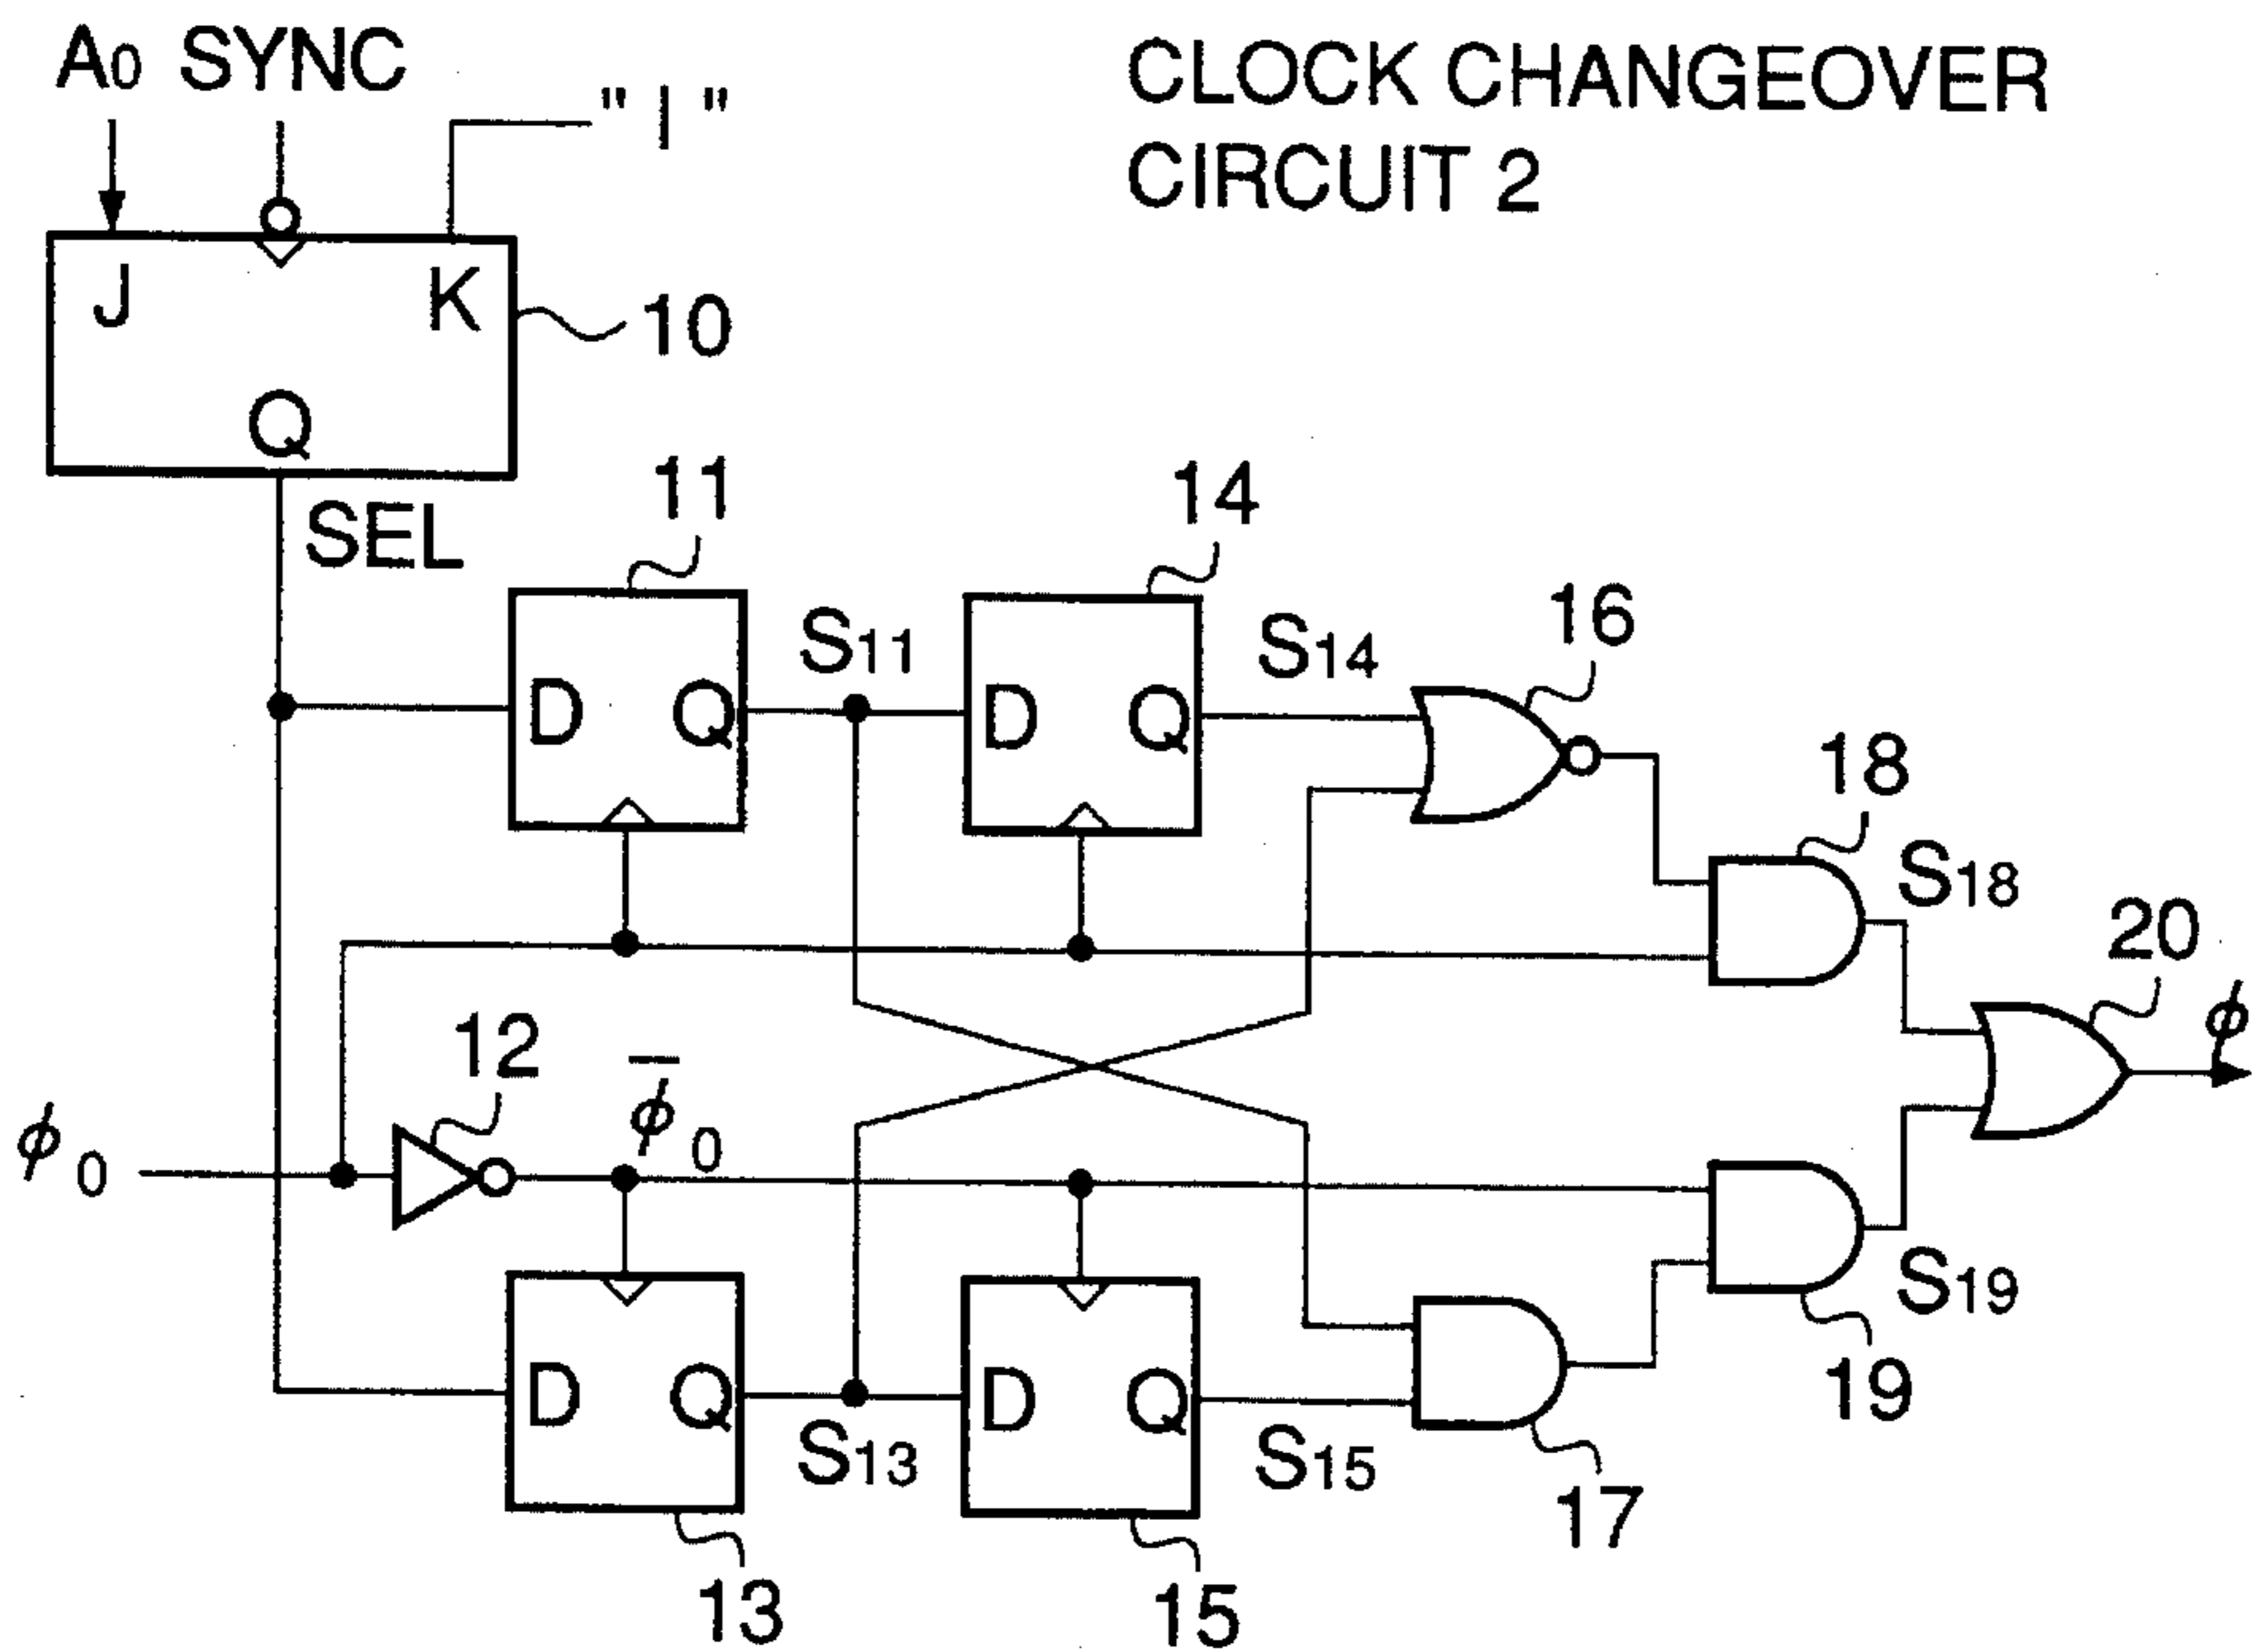 A0 SYNC
"1"
CLOCK CHANGEOVER
CIRCUIT 2
J
K
10
Q
SEL
11
14
S11
S14
16
D Q
D Q
18
S18
20
ϕ
12
ϕ̅0
ϕ0
S19
19
D Q
D Q
S13
S15
17
13
15